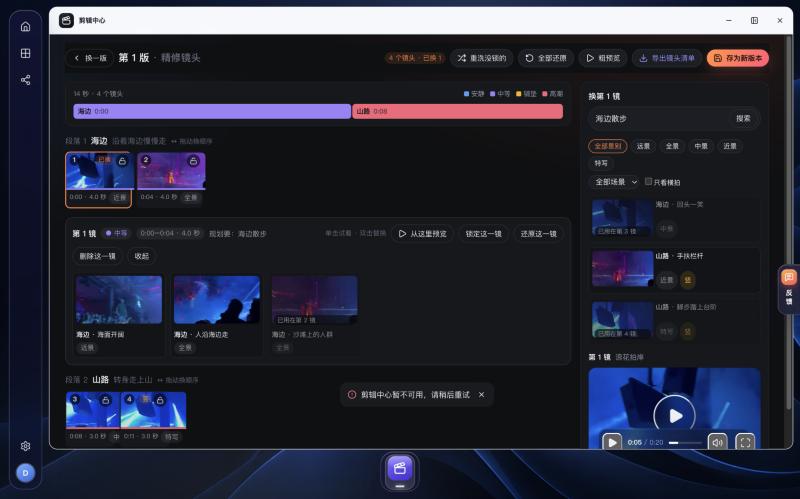 剪辑中心
换一版 第 1 版 · 精修镜头
4 个镜头 · 已换 1 重洗没锁的 全部还原 粗预览 导出镜头清单 存为新版本
14 秒 · 4 个镜头 安静 中等 铺垫 高潮
海边 0:00 山路 0:08
段落 1 海边 沿着海边慢慢走 ↔ 拖动换顺序
1 已换 2
0:00 · 4.0 秒 近景 0:04 · 4.0 秒 全景
第 1 镜 中等 0:00—0:04 · 4.0 秒 规划要：海边散步 单击试看 · 双击替换 从这里预览 锁定这一镜 还原这一镜
删除这一镜 收起
已用在第 2 镜
海边 · 海面开阔 海边 · 人沿海边走 海边 · 沙滩上的人群
远景 全景 全景
段落 2 山路 转身走上山 ↔ 拖动换顺序
3 4
0:08 · 3.0 秒 中 0:11 · 3.0 秒 特写
剪辑中心暂不可用，请稍后重试
换第 1 镜
海边散步 搜索
全部景别 远景 全景 中景 近景
特写
全部场景 只看横拍
海边 · 回头一笑
中景
已用在第 3 镜
山路 · 手扶栏杆
近景 竖
山路 · 脚步踏上台阶
特写 竖
已用在第 4 镜
第 1 镜 浪花拍岸
0:05 / 0:20
反馈
D